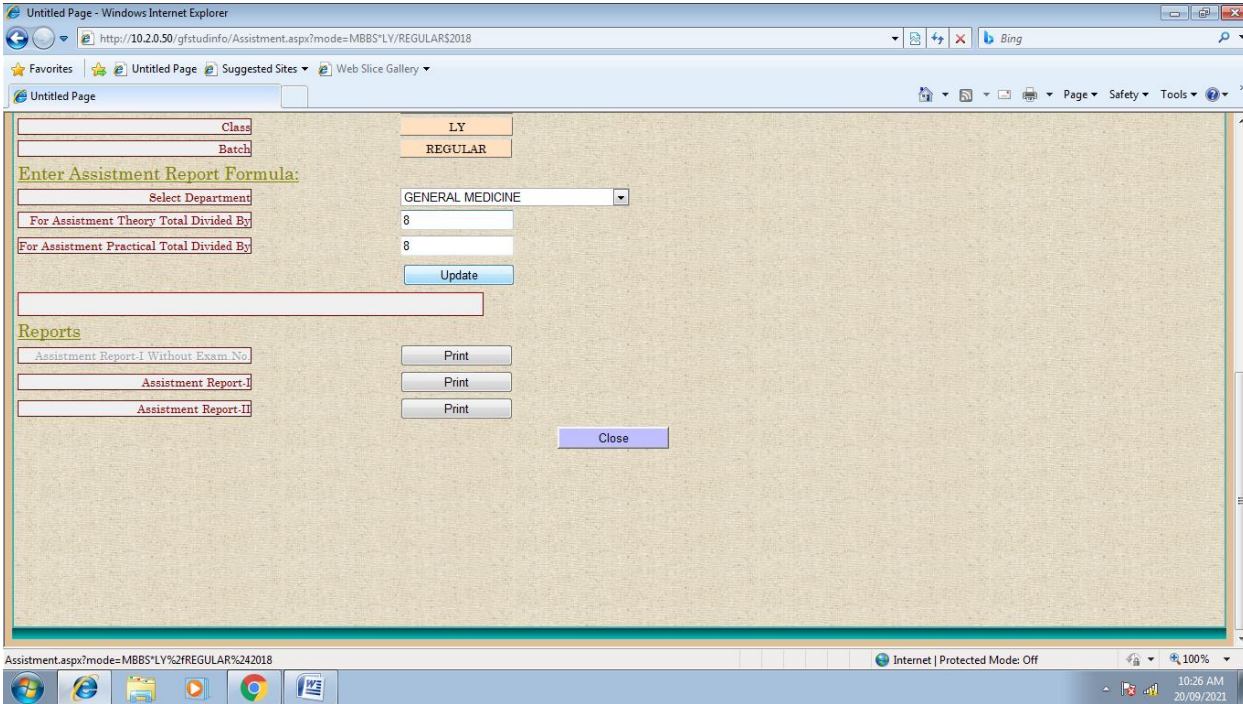 Untitled Page - Windows Internet Explorer
http://10.2.0.50/gfstudinfo/Assistment.aspx?mode=MBBS*LY/REGULAR$2018
Bing
Favorites Untitled Page Suggested Sites Web Slice Gallery
Untitled Page Page Safety Tools
Class LY
Batch REGULAR
Enter Assistment Report Formula:
Select Department GENERAL MEDICINE
For Assistment Theory Total Divided By 8
For Assistment Practical Total Divided By 8
Update
Reports
Assistment Report-I Without Exam.No. Print
Assistment Report-I Print
Assistment Report-II Print
Close
Assistment.aspx?mode=MBBS*LY%2fREGULAR%242018 Internet | Protected Mode: Off 100%
10:26 AM
20/09/2021